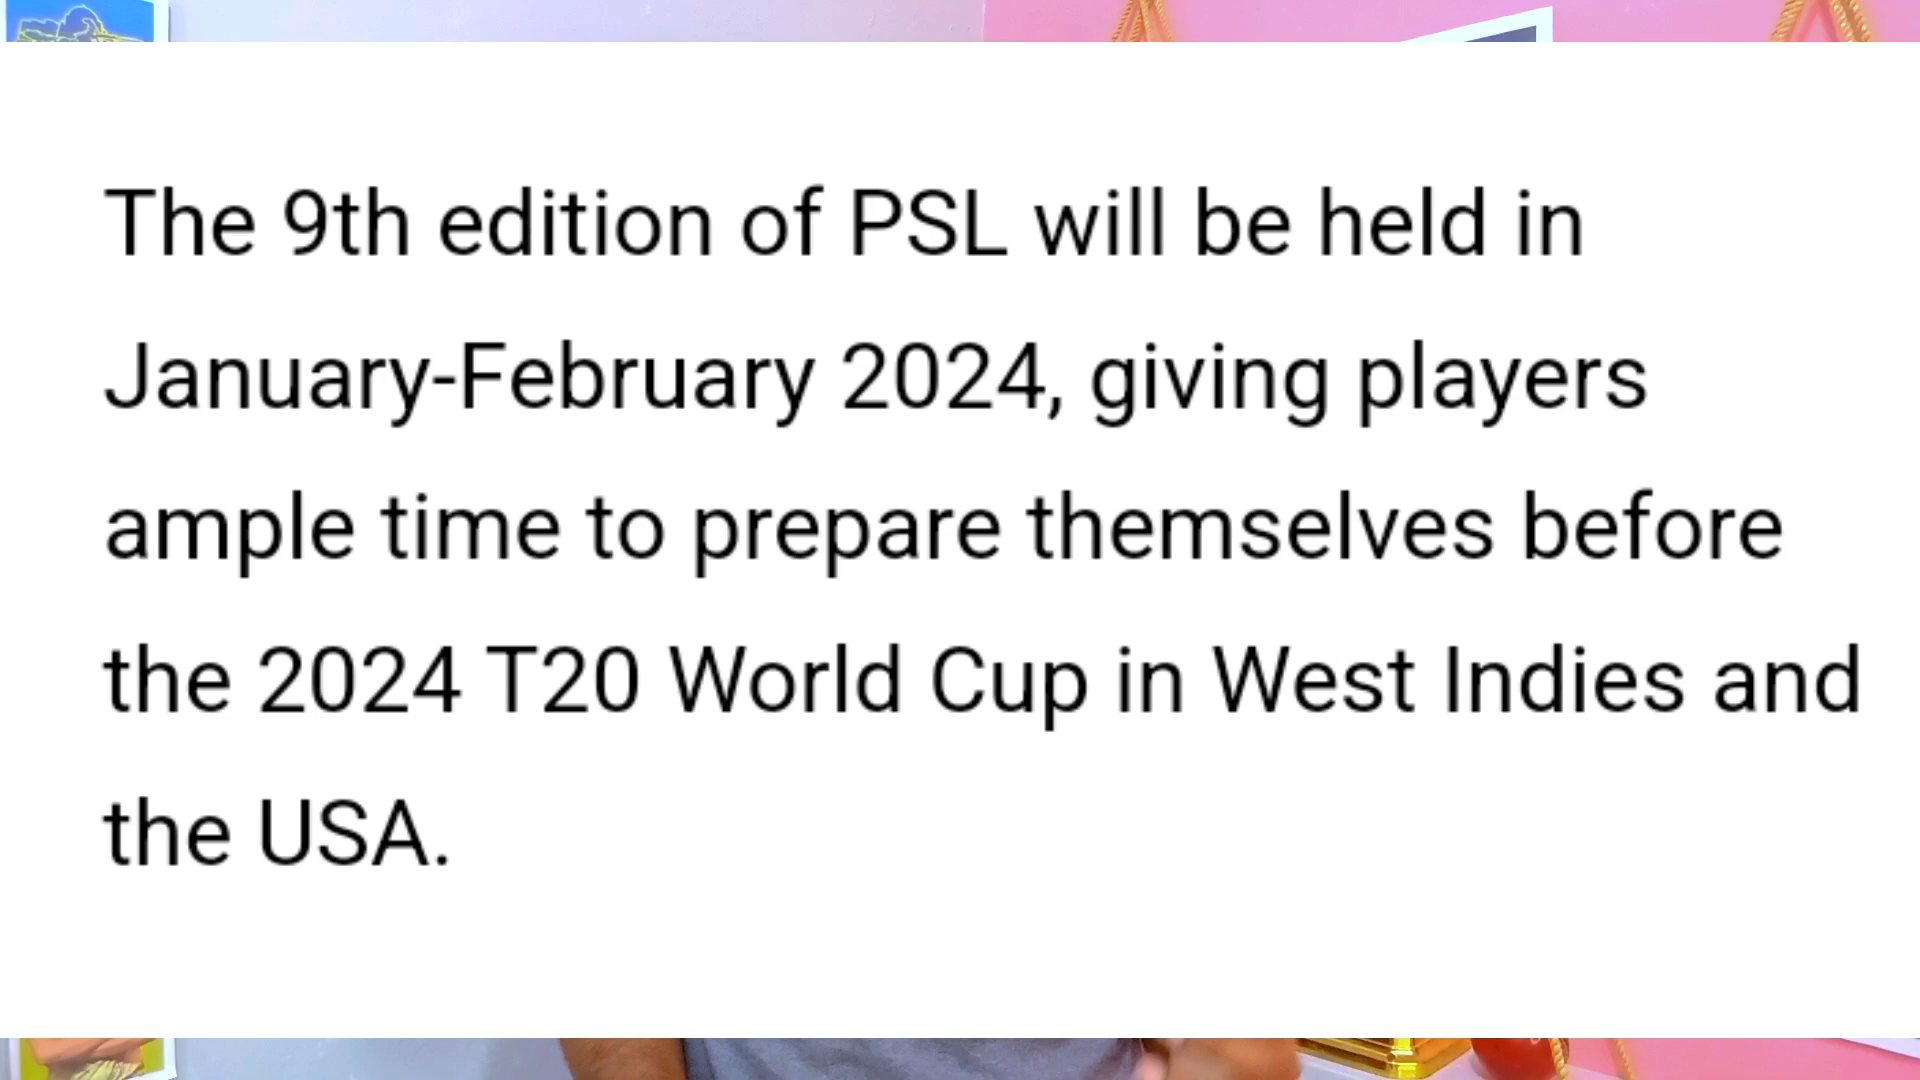 The 9th edition of PSL will be held in
January-February 2024, giving players
ample time to prepare themselves before
the 2024 T20 World Cup in West Indies and
the USA.